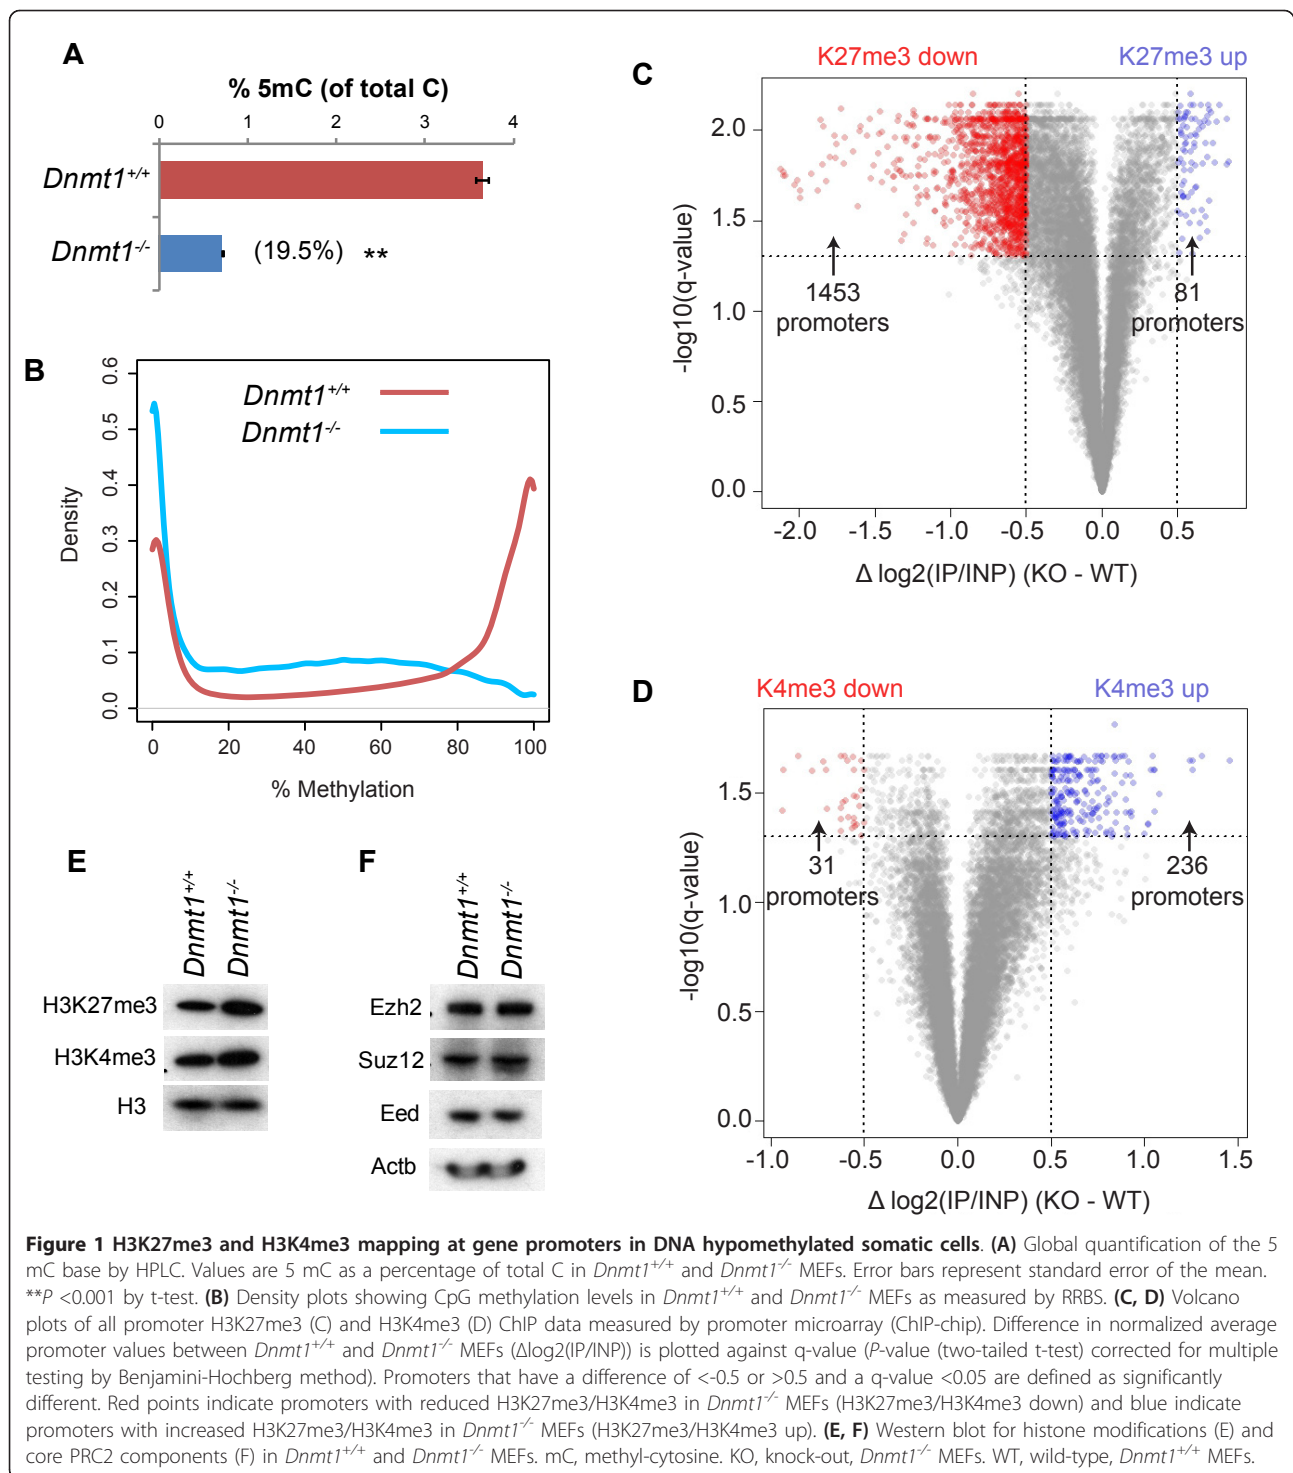 A
% 5mC (of total C)
0 1 2 3 4
Dnmt1+/+
Dnmt1-/-
(19.5%) **
B
Density
0.0 0.1 0.2 0.3 0.4 0.5 0.6
Dnmt1+/+
Dnmt1-/-
0 20 40 60 80 100
% Methylation
C
K27me3 down
K27me3 up
-log10(q-value)
2.0
1.5
1.0
0.5
0.0
1453
promoters
81
promoters
-2.0 -1.5 -1.0 -0.5 0.0 0.5
Δ log2(IP/INP) (KO - WT)
D
K4me3 down
K4me3 up
-log10(q-value)
1.5
1.0
0.5
0.0
31
promoters
236
promoters
-1.0 -0.5 0.0 0.5 1.0 1.5
Δ log2(IP/INP) (KO - WT)
E
Dnmt1+/+
Dnmt1-/-
H3K27me3
H3K4me3
H3
F
Dnmt1+/+
Dnmt1-/-
Ezh2
Suz12
Eed
Actb
Figure 1 H3K27me3 and H3K4me3 mapping at gene promoters in DNA hypomethylated somatic cells. (A) Global quantification of the 5
mC base by HPLC. Values are 5 mC as a percentage of total C in Dnmt1+/+ and Dnmt1-/- MEFs. Error bars represent standard error of the mean.
**P <0.001 by t-test. (B) Density plots showing CpG methylation levels in Dnmt1+/+ and Dnmt1-/- MEFs as measured by RRBS. (C, D) Volcano
plots of all promoter H3K27me3 (C) and H3K4me3 (D) ChIP data measured by promoter microarray (ChIP-chip). Difference in normalized average
promoter values between Dnmt1+/+ and Dnmt1-/- MEFs (Δlog2(IP/INP)) is plotted against q-value (P-value (two-tailed t-test) corrected for multiple
testing by Benjamini-Hochberg method). Promoters that have a difference of <-0.5 or >0.5 and a q-value <0.05 are defined as significantly
different. Red points indicate promoters with reduced H3K27me3/H3K4me3 in Dnmt1-/- MEFs (H3K27me3/H3K4me3 down) and blue indicate
promoters with increased H3K27me3/H3K4me3 in Dnmt1-/- MEFs (H3K27me3/H3K4me3 up). (E, F) Western blot for histone modifications (E) and
core PRC2 components (F) in Dnmt1+/+ and Dnmt1-/- MEFs. mC, methyl-cytosine. KO, knock-out, Dnmt1-/- MEFs. WT, wild-type, Dnmt1+/+ MEFs.